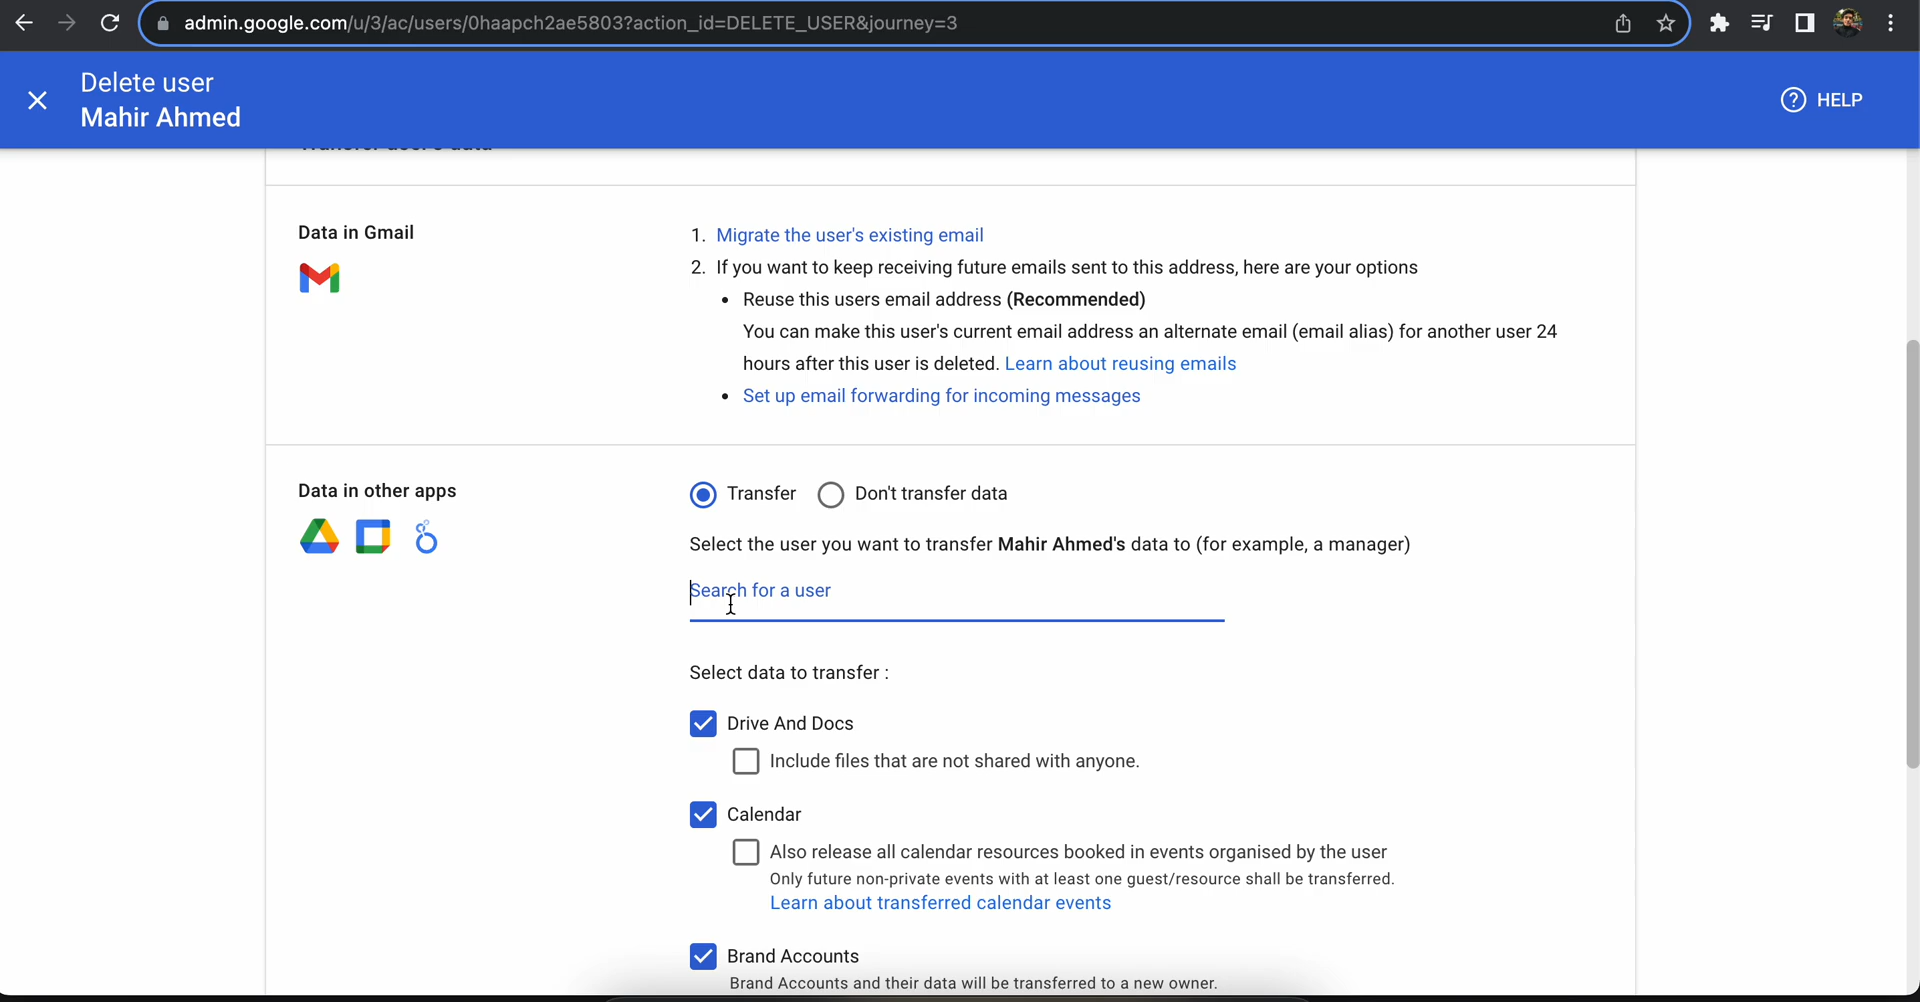 admin.google.com/u/3/ac/users/0haapch2ae5803?action_id=DELETE_USER&journey=3
Delete user
Mahir Ahmed
HELP
Transfer user's data
Data in Gmail
1. Migrate the user's existing email
2. If you want to keep receiving future emails sent to this address, here are your options
• Reuse this users email address (Recommended)
You can make this user's current email address an alternate email (email alias) for another user 24
hours after this user is deleted. Learn about reusing emails
• Set up email forwarding for incoming messages
Data in other apps
Transfer
Don't transfer data
Select the user you want to transfer Mahir Ahmed's data to (for example, a manager)
Search for a user
Select data to transfer :
Drive And Docs
Include files that are not shared with anyone.
Calendar
Also release all calendar resources booked in events organised by the user
Only future non-private events with at least one guest/resource shall be transferred.
Learn about transferred calendar events
Brand Accounts
Brand Accounts and their data will be transferred to a new owner.